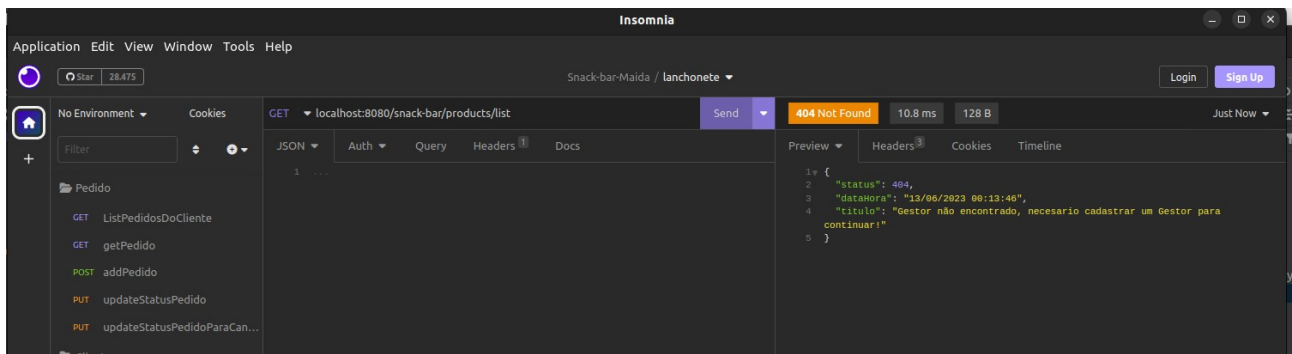 Insomnia
Application Edit View Window Tools Help
Star 28.475
Snack-bar-Maida / lanchonete
Login Sign Up
No Environment Cookies
GET localhost:8080/snack-bar/products/list Send
404 Not Found 10.8 ms 128 B Just Now
Filter
JSON Auth Query Headers 1 Docs
Preview Headers 3 Cookies Timeline
Pedido
GET ListPedidosDoCliente
GET getPedido
POST addPedido
PUT updateStatusPedido
PUT updateStatusPedidoParaCan...
1 ...
1 {
2 "status": 404,
3 "dataHora": "13/06/2023 00:13:46",
4 "titulo": "Gestor não encontrado, necesario cadastrar um Gestor para
continuar!"
5 }